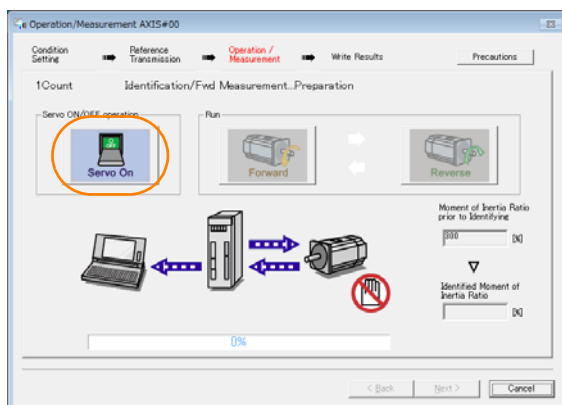 Operation/Measurement AXIS#00
Condition Setting
Reference Transmission
Operation / Measurement
Write Results
Precautions
1Count Identification/Fwd Measurement...Preparation
Servo ON/OFF operation
Run
Servo On
Forward
Reverse
Moment of Inertia Ratio
prior to Identifying
300 [%]
Identified Moment of
Inertia Ratio
[%]
0%
< Back
Next >
Cancel